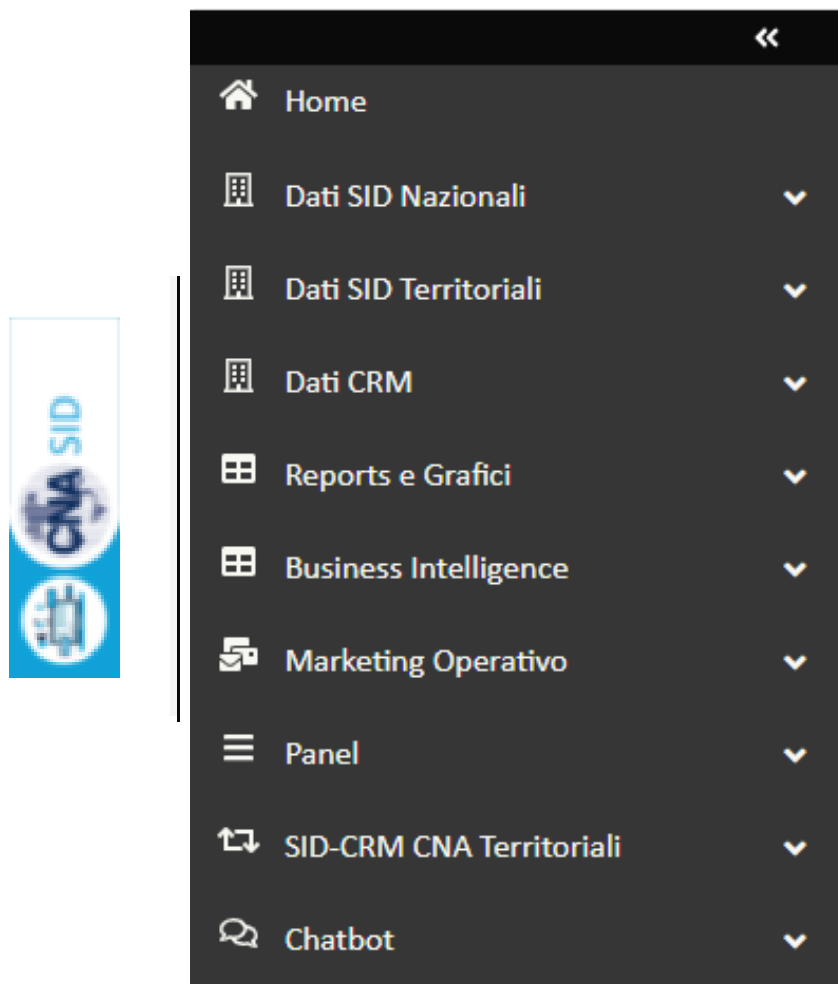 CNA SID
Home
Dati SID Nazionali
Dati SID Territoriali
Dati CRM
Reports e Grafici
Business Intelligence
Marketing Operativo
Panel
SID-CRM CNA Territoriali
Chatbot